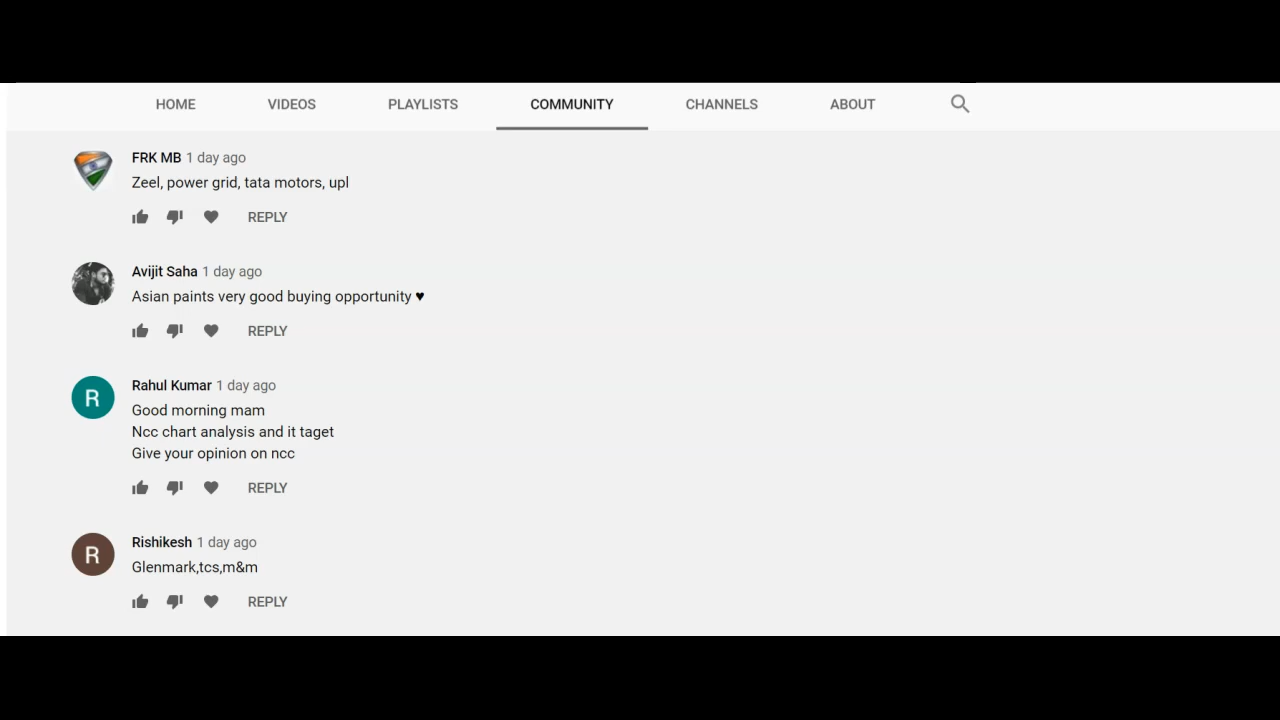 HOME VIDEOS PLAYLISTS COMMUNITY CHANNELS ABOUT
FRK MB 1 day ago
Zeel, power grid, tata motors, upl
REPLY
Avijit Saha 1 day ago
Asian paints very good buying opportunity ♥
REPLY
R
Rahul Kumar 1 day ago
Good morning mam
Ncc chart analysis and it taget
Give your opinion on ncc
REPLY
R
Rishikesh 1 day ago
Glenmark,tcs,m&m
REPLY